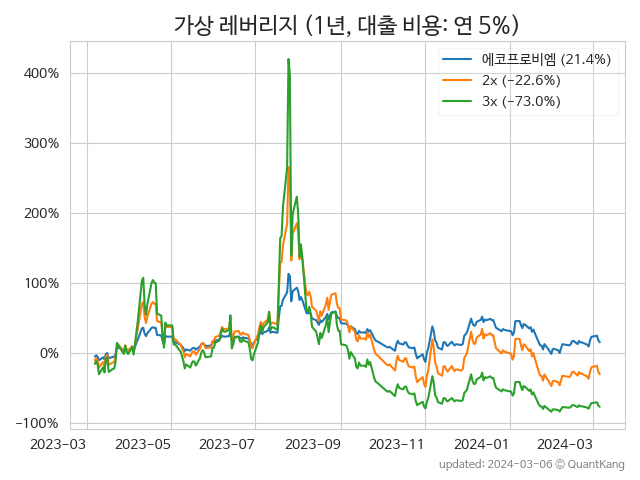 가상 레버리지 (1년, 대출 비용: 연 5%)
에코프로비엠 (21.4%)
2x (−22.6%)
3x (−73.0%)
400%
300%
200%
100%
0%
−100%
2023-03 2023-05 2023-07 2023-09 2023-11 2024-01 2024-03
updated: 2024-03-06 © QuantKang